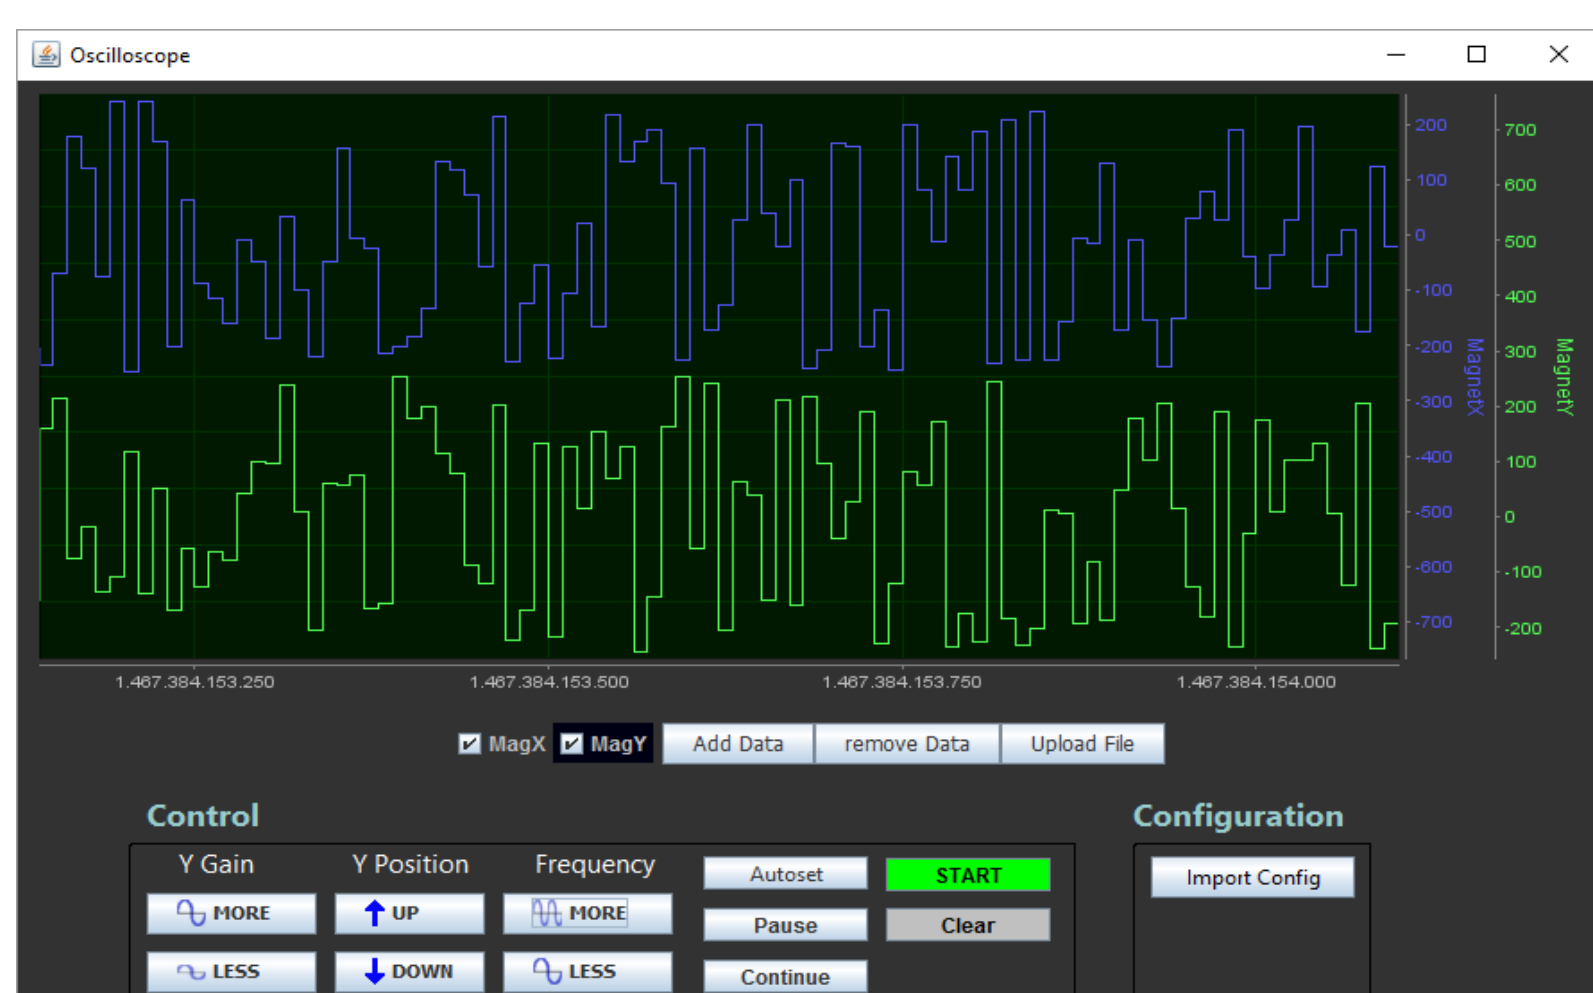 Oscilloscope
200 700
100 600
0 500
-100 400
-200 300
-300 200
-400 100
-500 0
-600 -100
-700 -200
MagnetX
MagnetY
1.467.384.153.250 1.467.384.153.500 1.467.384.153.750 1.467.384.154.000
MagX MagY Add Data remove Data Upload File
Control Configuration
Y Gain Y Position Frequency Autoset START Import Config
MORE UP MORE Pause Clear
LESS DOWN LESS Continue